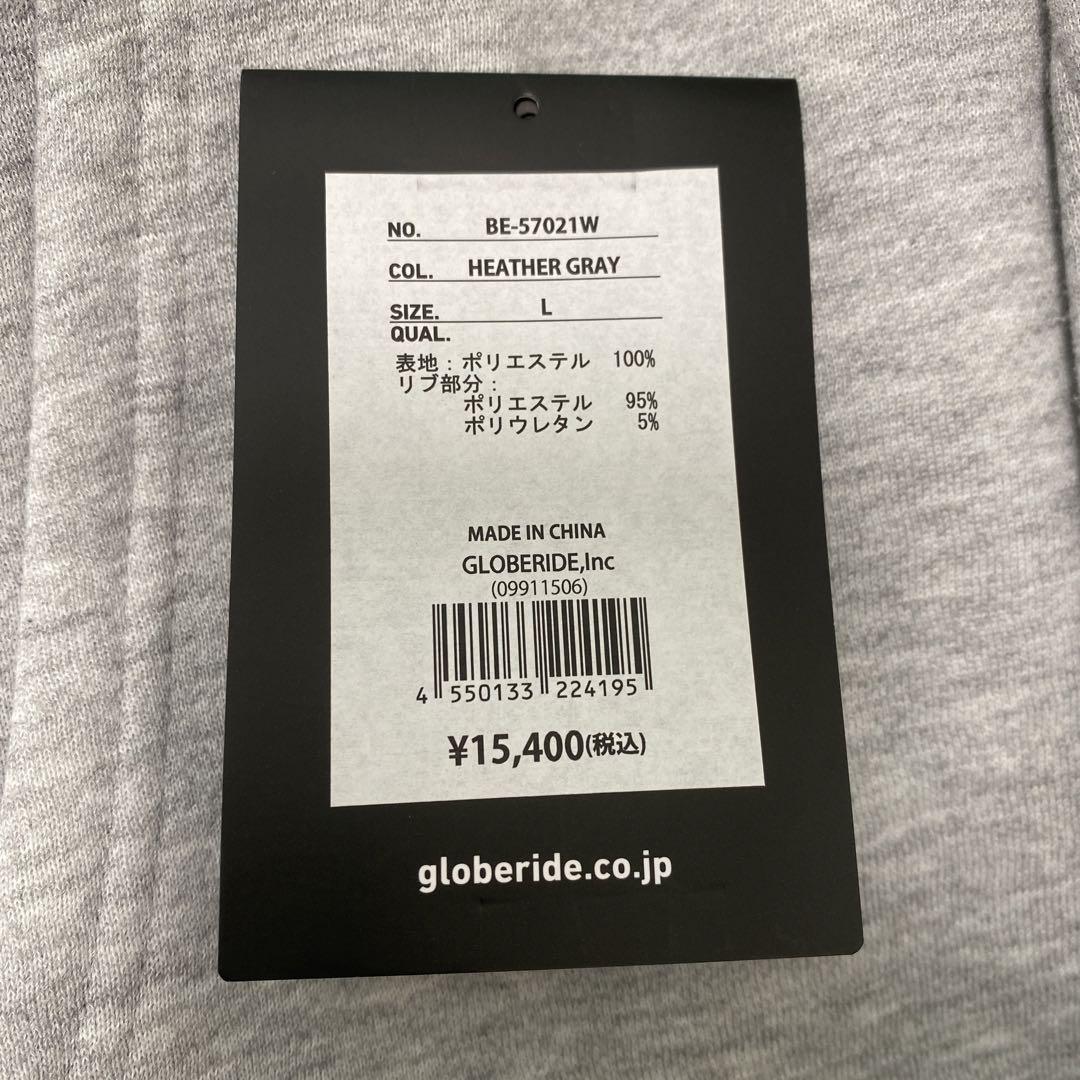 NO. BE-57021W
COL. HEATHER GRAY
SIZE. L
QUAL.
表地：ポリエステル 100%
リブ部分：
ポリエステル 95%
ポリウレタン 5%
MADE IN CHINA
GLOBERIDE,Inc
(09911506)
4 550133 224195
¥15,400(税込)
globeride.co.jp